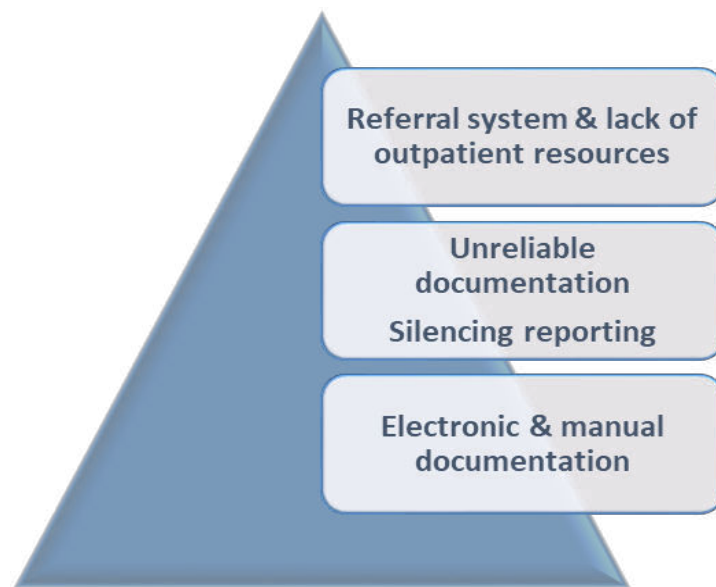 Referral system & lack of
outpatient resources
Unreliable
documentation
Silencing reporting
Electronic & manual
documentation